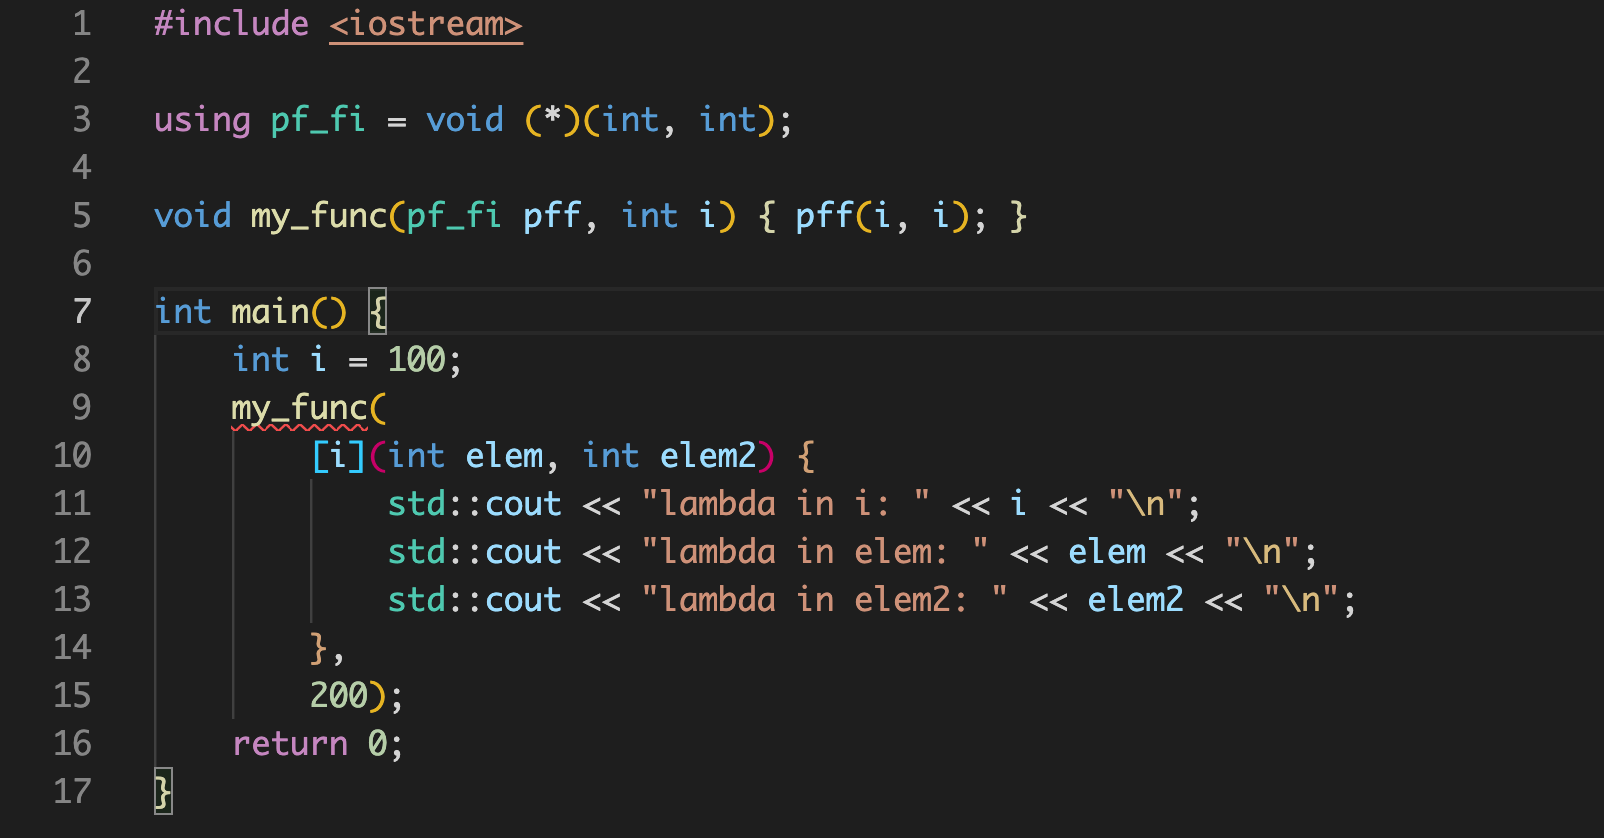 1 #include <iostream>
2
3 using pf_fi = void (*)(int, int);
4
5 void my_func(pf_fi pff, int i) { pff(i, i); }
6
7 int main() {
8     int i = 100;
9     my_func(
10         [i](int elem, int elem2) {
11             std::cout << "lambda in i: " << i << "\n";
12             std::cout << "lambda in elem: " << elem << "\n";
13             std::cout << "lambda in elem2: " << elem2 << "\n";
14         },
15         200);
16     return 0;
17 }